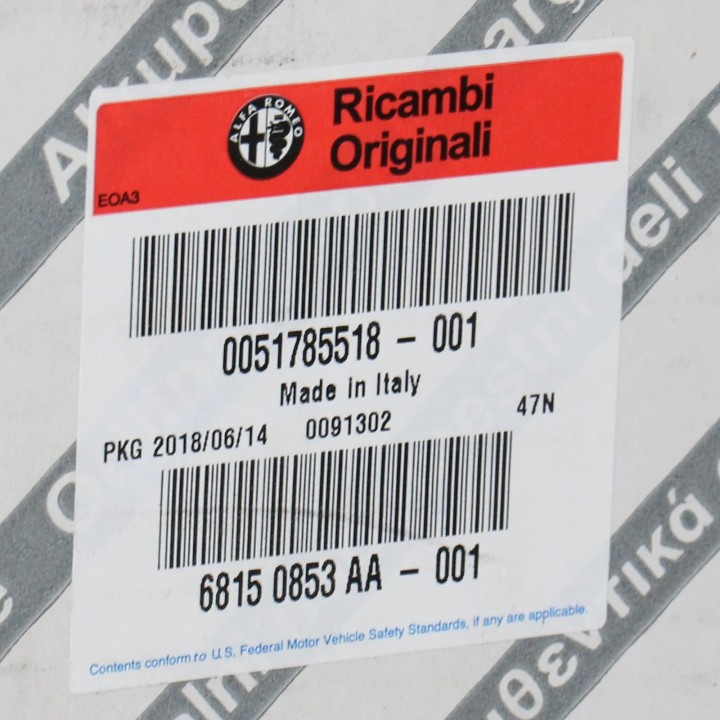 ALFA ROMEO
Ricambi
Originali
EOA3
0051785518 - 001
Made in Italy
PKG 2018/06/14 0091302 47N
6815 0853 AA - 001
Contents conform to U.S. Federal Motor Vehicle Safety Standards, if any are applicable.